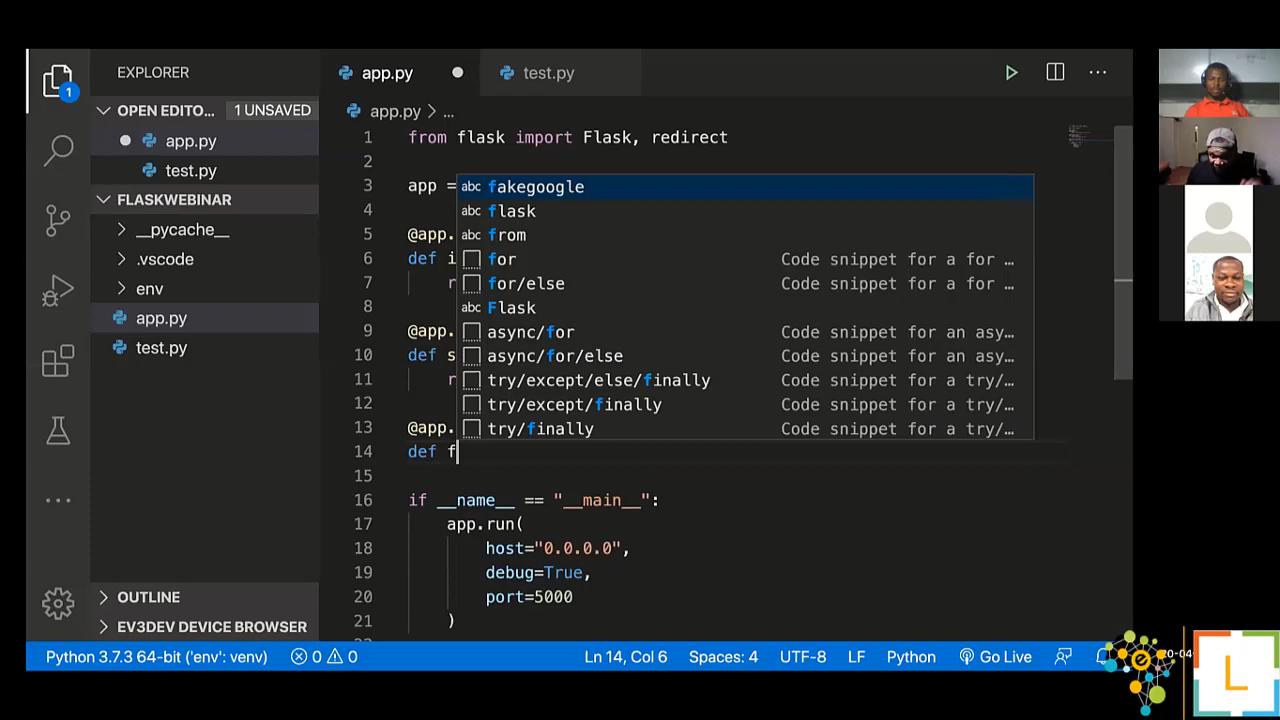 EXPLORER
app.py
test.py
1
OPEN EDITO...
1 UNSAVED
app.py
test.py
FLASKWEBINAR
__pycache__
.vscode
env
app.py
test.py
OUTLINE
EV3DEV DEVICE BROWSER
app.py > ...
1 from flask import Flask, redirect
2
3 app =
4
5 @app.
6 def i
7 r
8
9 @app.
10 def s
11 r
12
13 @app.
14 def f
15
16 if __name__ == "__main__":
17 app.run(
18 host="0.0.0.0",
19 debug=True,
20 port=5000
21 )
abc fakegoogle
abc flask
abc from
for Code snippet for a for ...
for/else Code snippet for a for ...
abc Flask
async/for Code snippet for an asy...
async/for/else Code snippet for an asy...
try/except/else/finally Code snippet for a try/...
try/except/finally Code snippet for a try/...
try/finally Code snippet for a try/...
Python 3.7.3 64-bit ('env': venv) 0 0 Ln 14, Col 6 Spaces: 4 UTF-8 LF Python Go Live
L